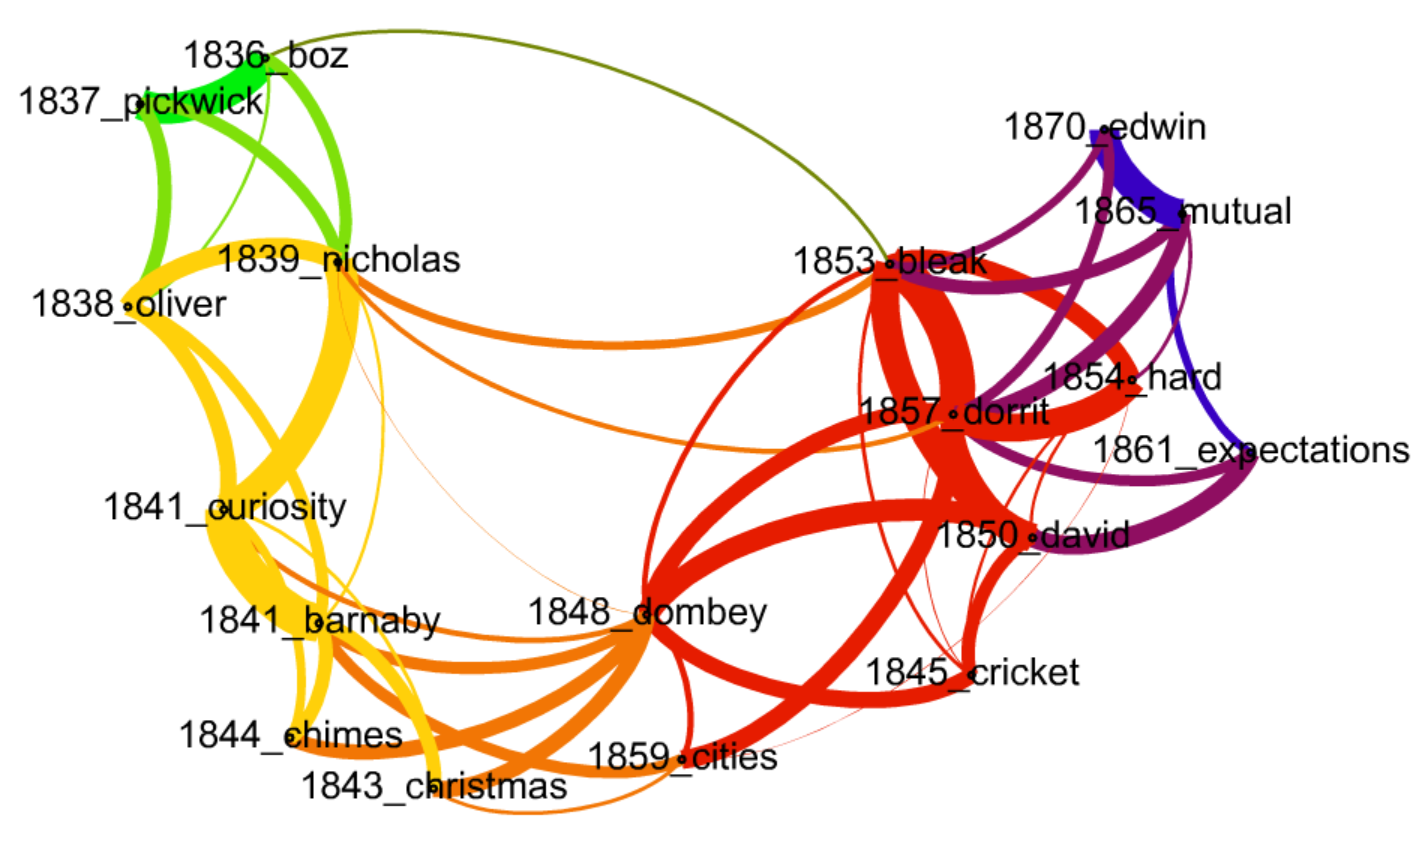 1836_boz
1837_pickwick
1870_edwin
1865_mutual
1839_nicholas
1853_bleak
1838_oliver
1854_hard
1857_dorrit
1861_expectations
1841_curiosity
1850_david
1841_barnaby
1848_dombey
1845_cricket
1844_chimes
1859_cities
1843_christmas